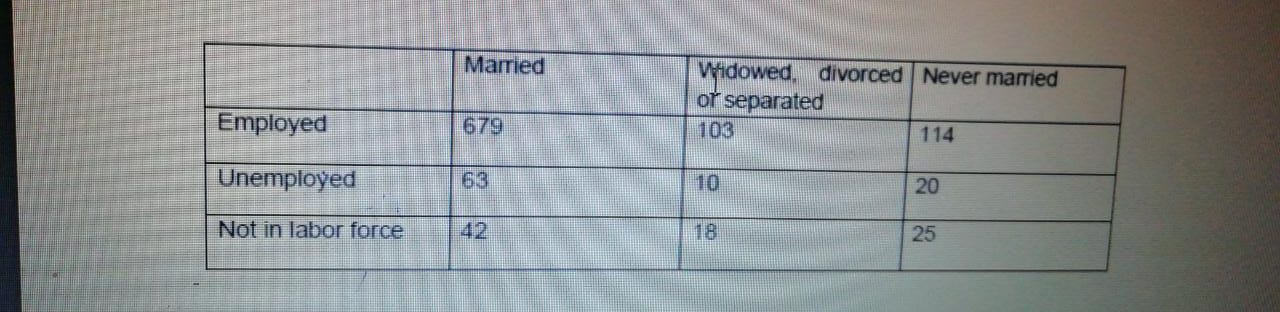 Married Widowed, divorced or separated Never married
Employed 679 103 114
Unemployed 63 10 20
Not in labor force 42 18 25